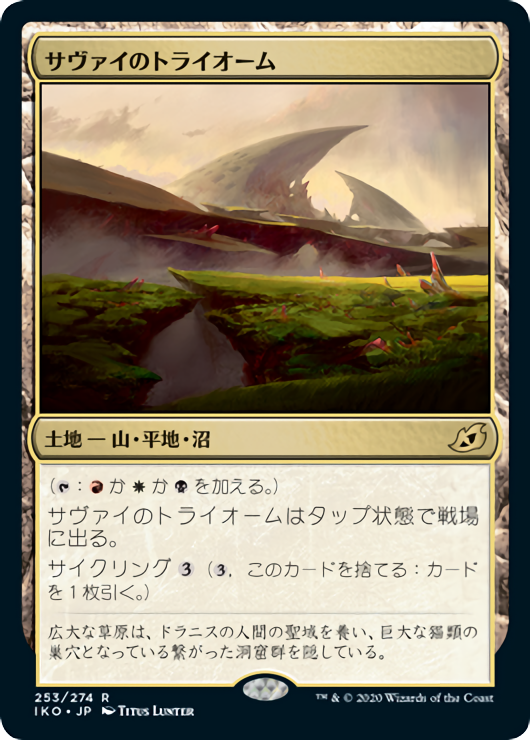 サヴァイのトライオーム
土地 — 山・平地・沼
(：か か を加える。)
サヴァイのトライオームはタップ状態で戦場
に出る。
サイクリング 3 (3, このカードを捨てる：カード
を1枚引く。)
広大な草原は、ドラニスの人間の聖域を養い、巨大な猫類の
巣穴となっている繋がった洞窟群を隠している。
253/274 R
IKO • JP Titus Lunter
™ & © 2020 Wizards of the Coast